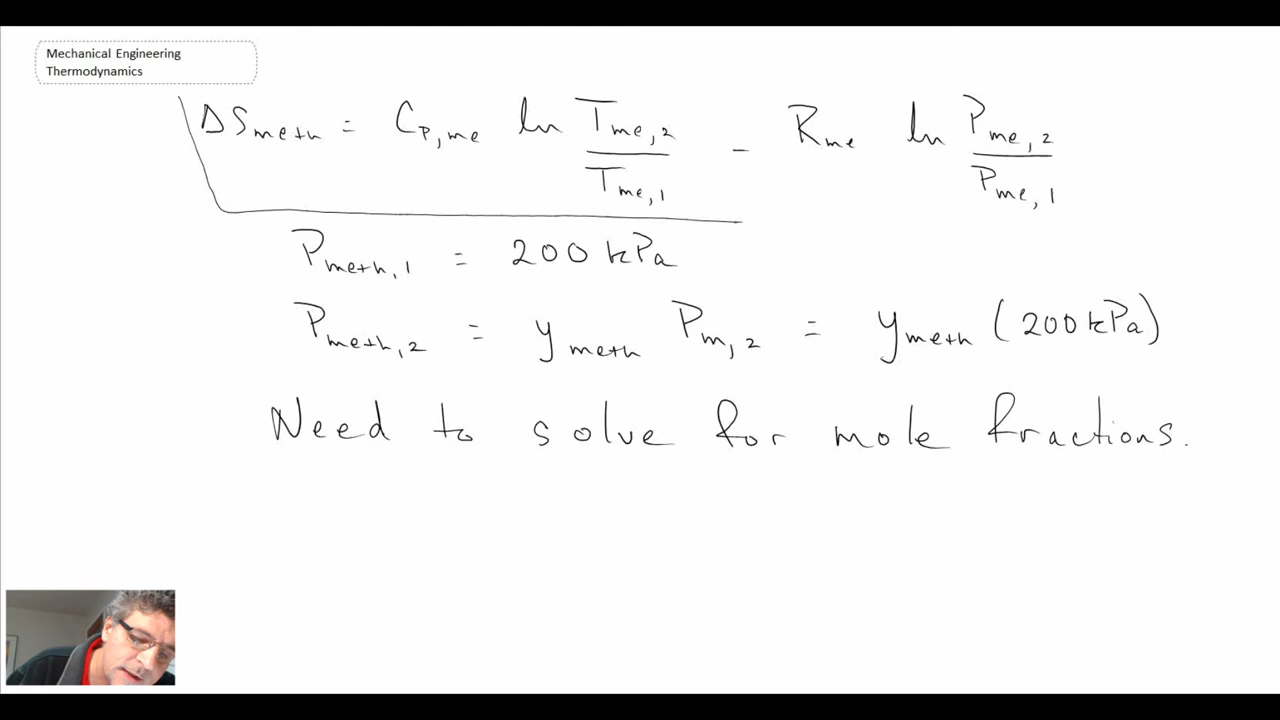 Mechanical Engineering
Thermodynamics
ΔS_meth = C_P,me ln T_me,2 / T_me,1 - R_me ln P_me,2 / P_me,1
P_meth,1 = 200 kPa
P_meth,2 = y_meth P_m,2 = y_meth (200 kPa)
Need to solve for mole fractions.